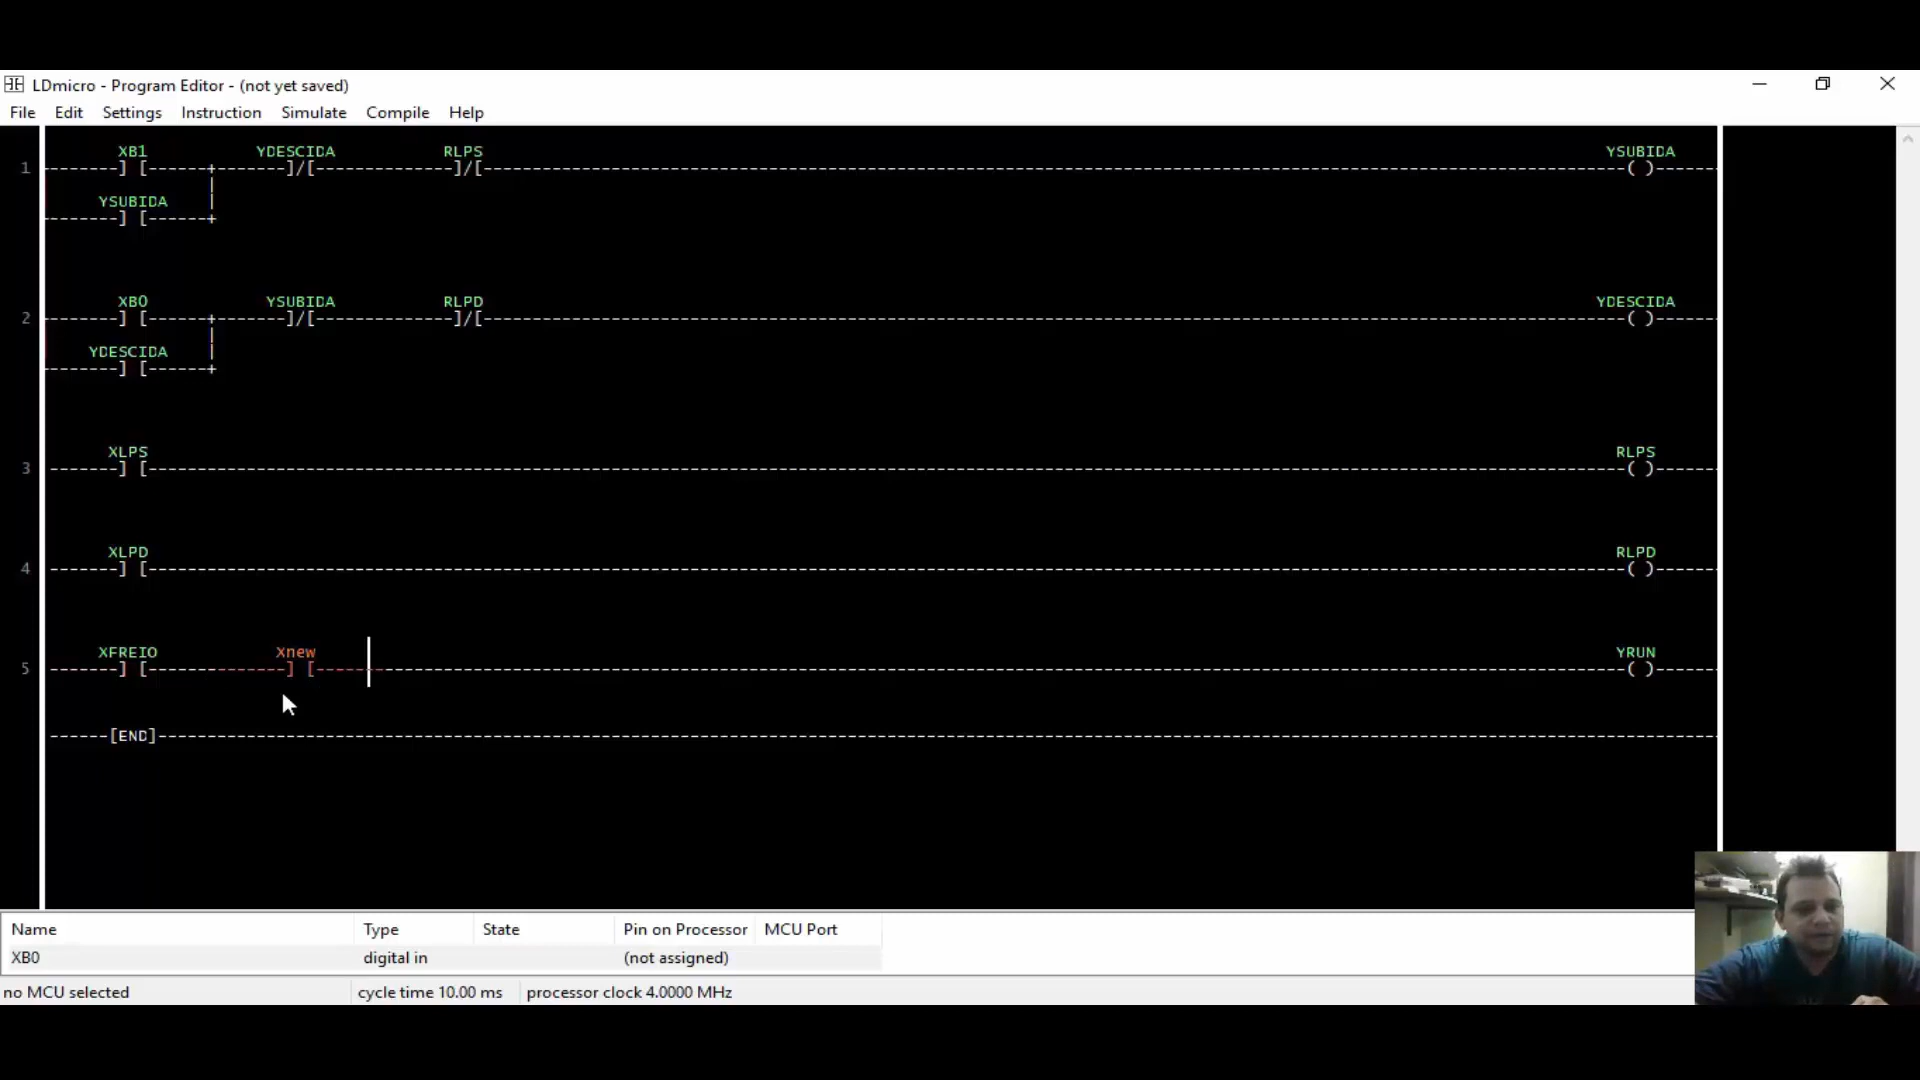 LDmicro - Program Editor - (not yet saved)
File Edit Settings Instruction Simulate Compile Help
XB1 YDESCIDA RLPS YSUBIDA
1 ] [ ]/[ ]/[ ( )
YSUBIDA
] [
XB0 YSUBIDA RLPD YDESCIDA
2 ] [ ]/[ ]/[ ( )
YDESCIDA
] [
XLPS RLPS
3 ] [ ( )
XLPD RLPD
4 ] [ ( )
XFREIO Xnew YRUN
5 ] [ ] [ ( )
[END]
Name Type State Pin on Processor MCU Port
XB0 digital in (not assigned)
no MCU selected cycle time 10.00 ms processor clock 4.0000 MHz